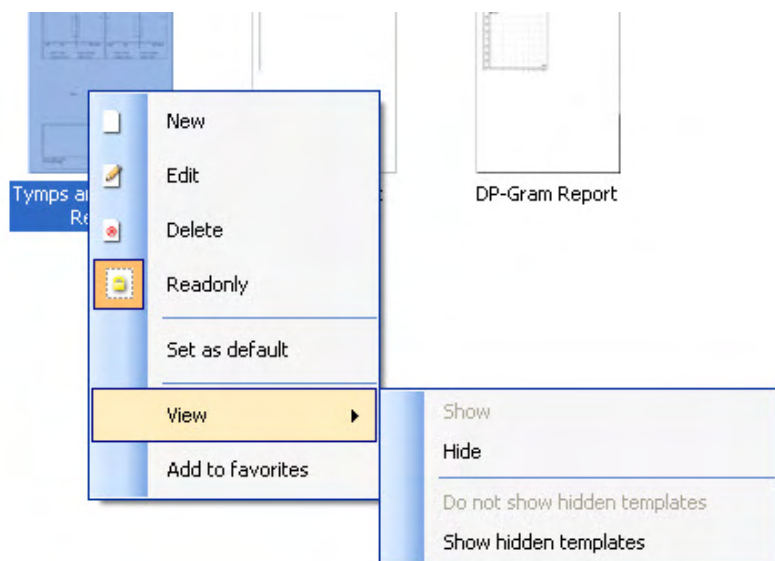 New
Edit
Tymps a
Re
DP-Gram Report
Delete
Readonly
Set as default
View
Show
Hide
Add to favorites
Do not show hidden templates
Show hidden templates